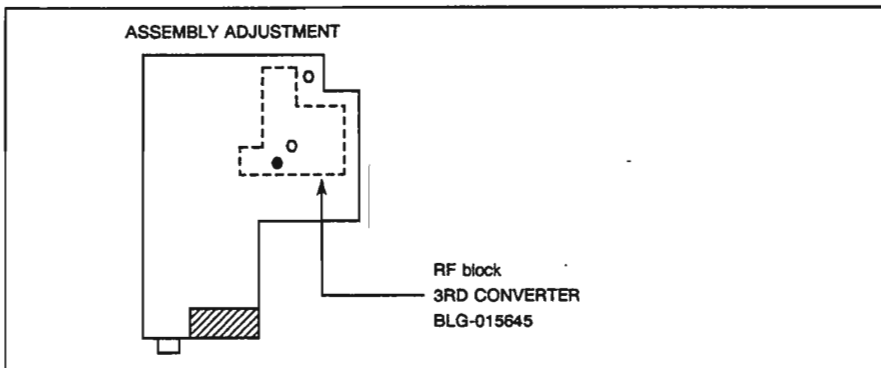 ASSEMBLY ADJUSTMENT
RF block
3RD CONVERTER
BLG-015645